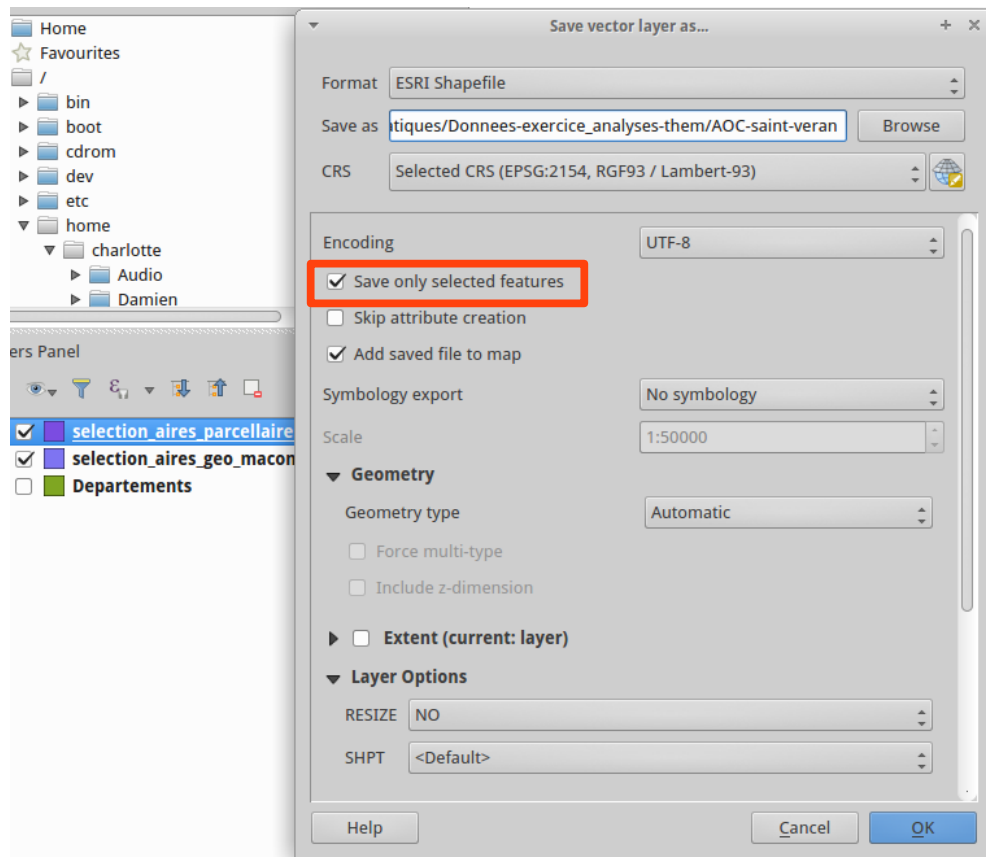 Home
Favourites
/
bin
boot
cdrom
dev
etc
home
charlotte
Audio
Damien
ers Panel
selection_aires_parcellaire
selection_aires_geo_macon
Departements
Save vector layer as...
Format ESRI Shapefile
Save as tiques/Donnees-exercice_analyses-them/AOC-saint-veran Browse
CRS Selected CRS (EPSG:2154, RGF93 / Lambert-93)
Encoding UTF-8
Save only selected features
Skip attribute creation
Add saved file to map
Symbology export No symbology
Scale 1:50000
Geometry
Geometry type Automatic
Force multi-type
Include z-dimension
Extent (current: layer)
Layer Options
RESIZE NO
SHPT <Default>
Help Cancel OK